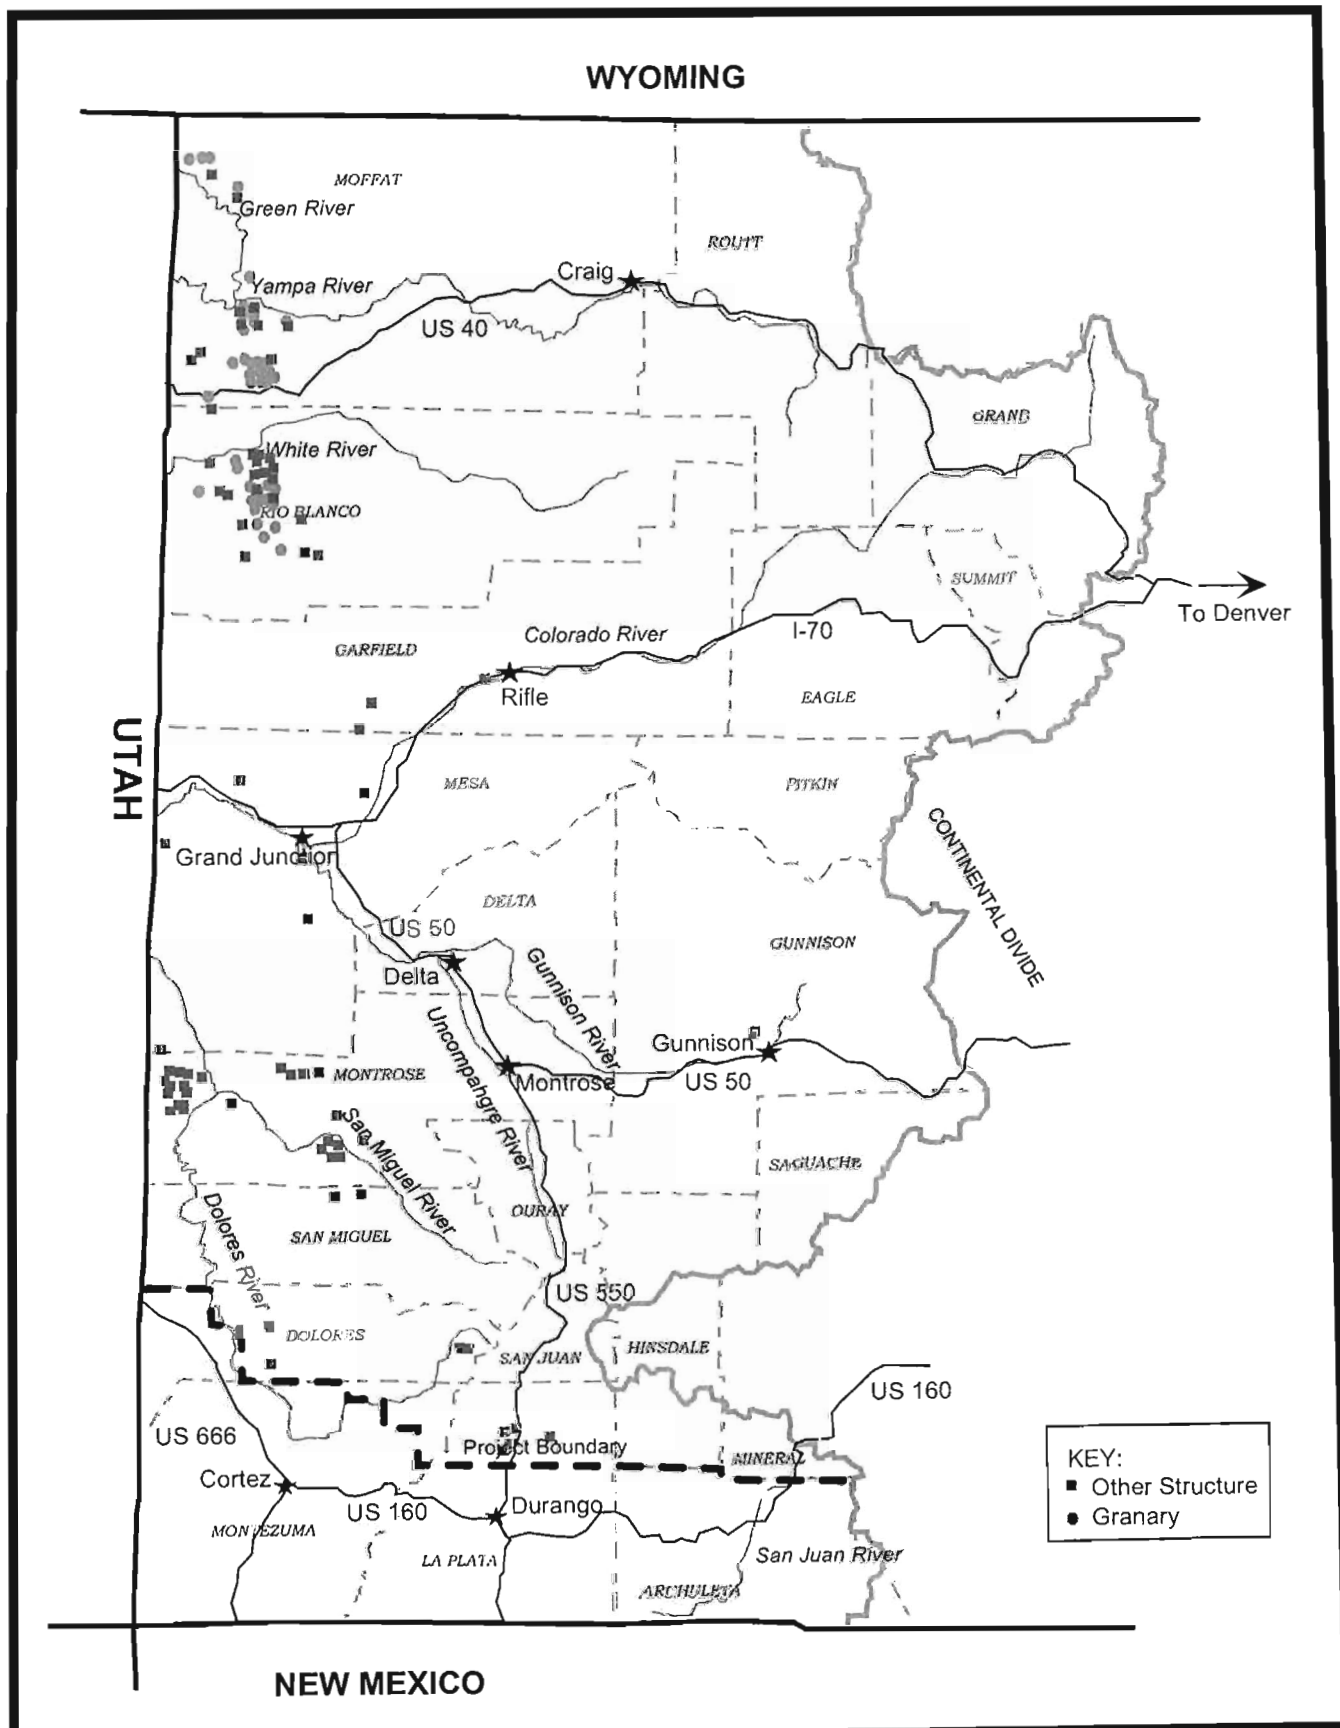 WYOMING
MOFFAT
Green River
ROUTT
Craig
Yampa River
US 40
GRAND
White River
RIO BLANCO
SUMMIT
To Denver
Colorado River
I-70
GARFIELD
Rifle
EAGLE
UTAH
MESA
PITKIN
CONTINENTAL DIVIDE
Grand Junction
DELTA
US 50
GUNNISON
Delta
Gunnison River
Uncompahgre River
Gunnison
US 50
MONTROSE
Montrose
San Miguel River
SAGUACHE
Dolores River
OURAY
SAN MIGUEL
US 550
DOLORES
SAN JUAN
HINSDALE
US 160
US 666
Project Boundary
MINERAL
KEY:
Other Structure
Granary
Cortez
US 160
Durango
MONTEZUMA
LA PLATA
San Juan River
ARCHULETA
NEW MEXICO